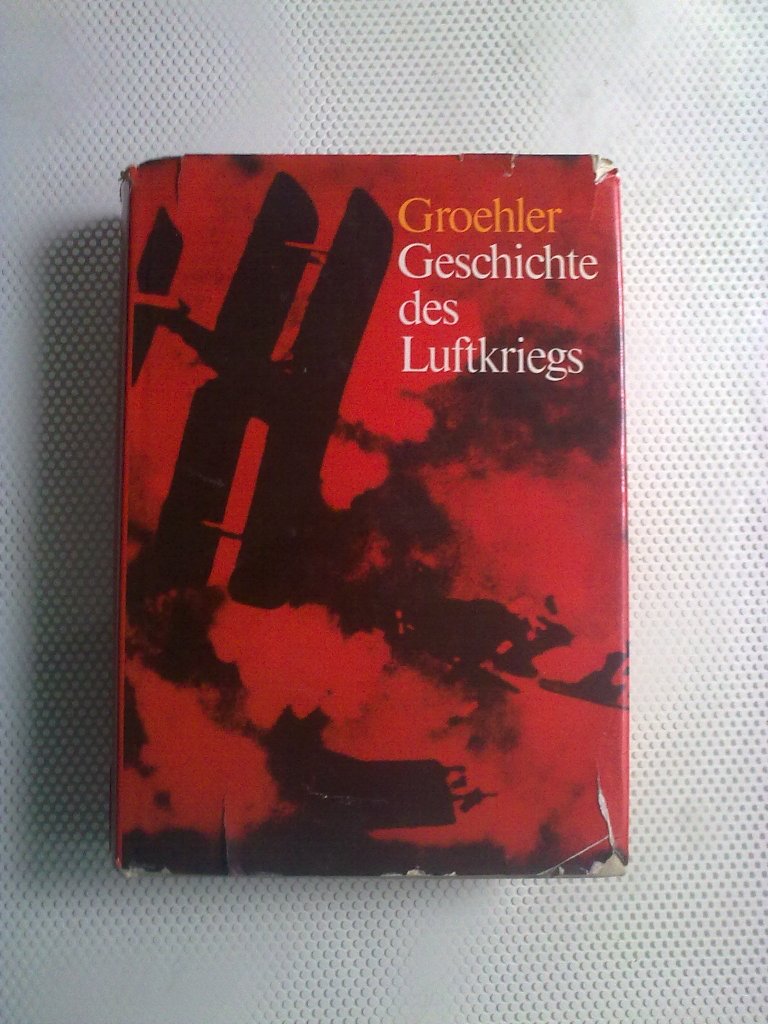 Groehler
Geschichte
des
Luftkriegs